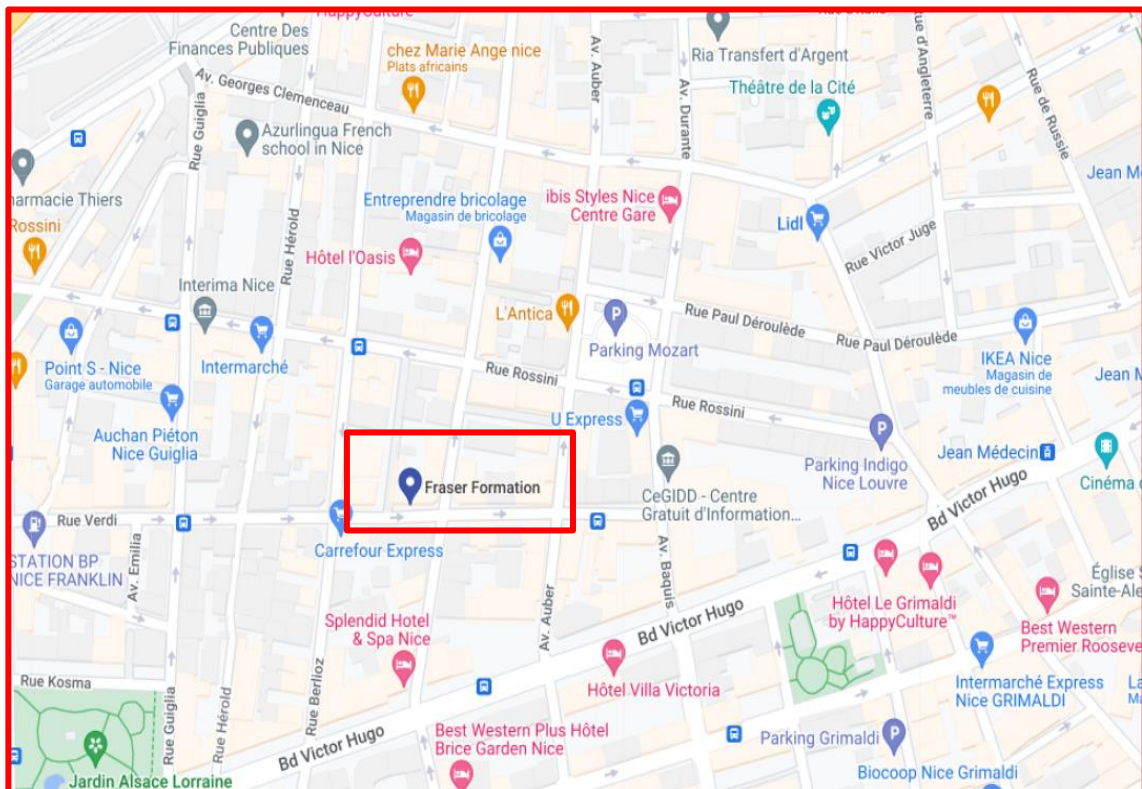 HappyCulture
Centre Des
Finances Publiques
chez Marie Ange nice
Plats africains
Av. Auber
Ria Transfert d'Argent
Rue d'Angleterre
Av. Georges Clemenceau
Av. Durante
Théâtre de la Cité
Rue de Russie
Rue Guiglia
Azurlingua French
school in Nice
harmacie Thiers
Jean M
Entreprendre bricolage
Magasin de bricolage
ibis Styles Nice
Centre Gare
Lidl
Rossini
Rue Hérold
Hôtel l'Oasis
Rue Victor Juge
Interima Nice
L'Antica
Rue Paul Déroulède
Rue Paul Déroulède
Parking Mozart
Point S - Nice
Garage automobile
Intermarché
IKEA Nice
Magasin de
meubles de cuisine
Jean M
Rue Rossini
Rue Rossini
Auchan Piéton
Nice Guiglia
U Express
Parking Indigo
Nice Louvre
Jean Médecin
Cinéma
Fraser Formation
CeGIDD - Centre
Gratuit d'Information...
Bd Victor Hugo
Rue Verdi
Carrefour Express
STATION BP
NICE FRANKLIN
Av. Emilia
Av. Baquis
Av. Auber
Église S
Sainte-Ale
Hôtel Le Grimaldi
by HappyCulture™
Splendid Hotel
& Spa Nice
Bd Victor Hugo
Best Western
Premier Rooseve
Rue Kosma
Rue Guiglia
Rue Hérold
Rue Berlioz
Hôtel Villa Victoria
Intermarché Express
Nice GRIMALDI
La
Best Western Plus Hôtel
Brice Garden Nice
Parking Grimaldi
Bd Victor Hugo
Biocoop Nice Grimaldi
Jardin Alsace Lorraine